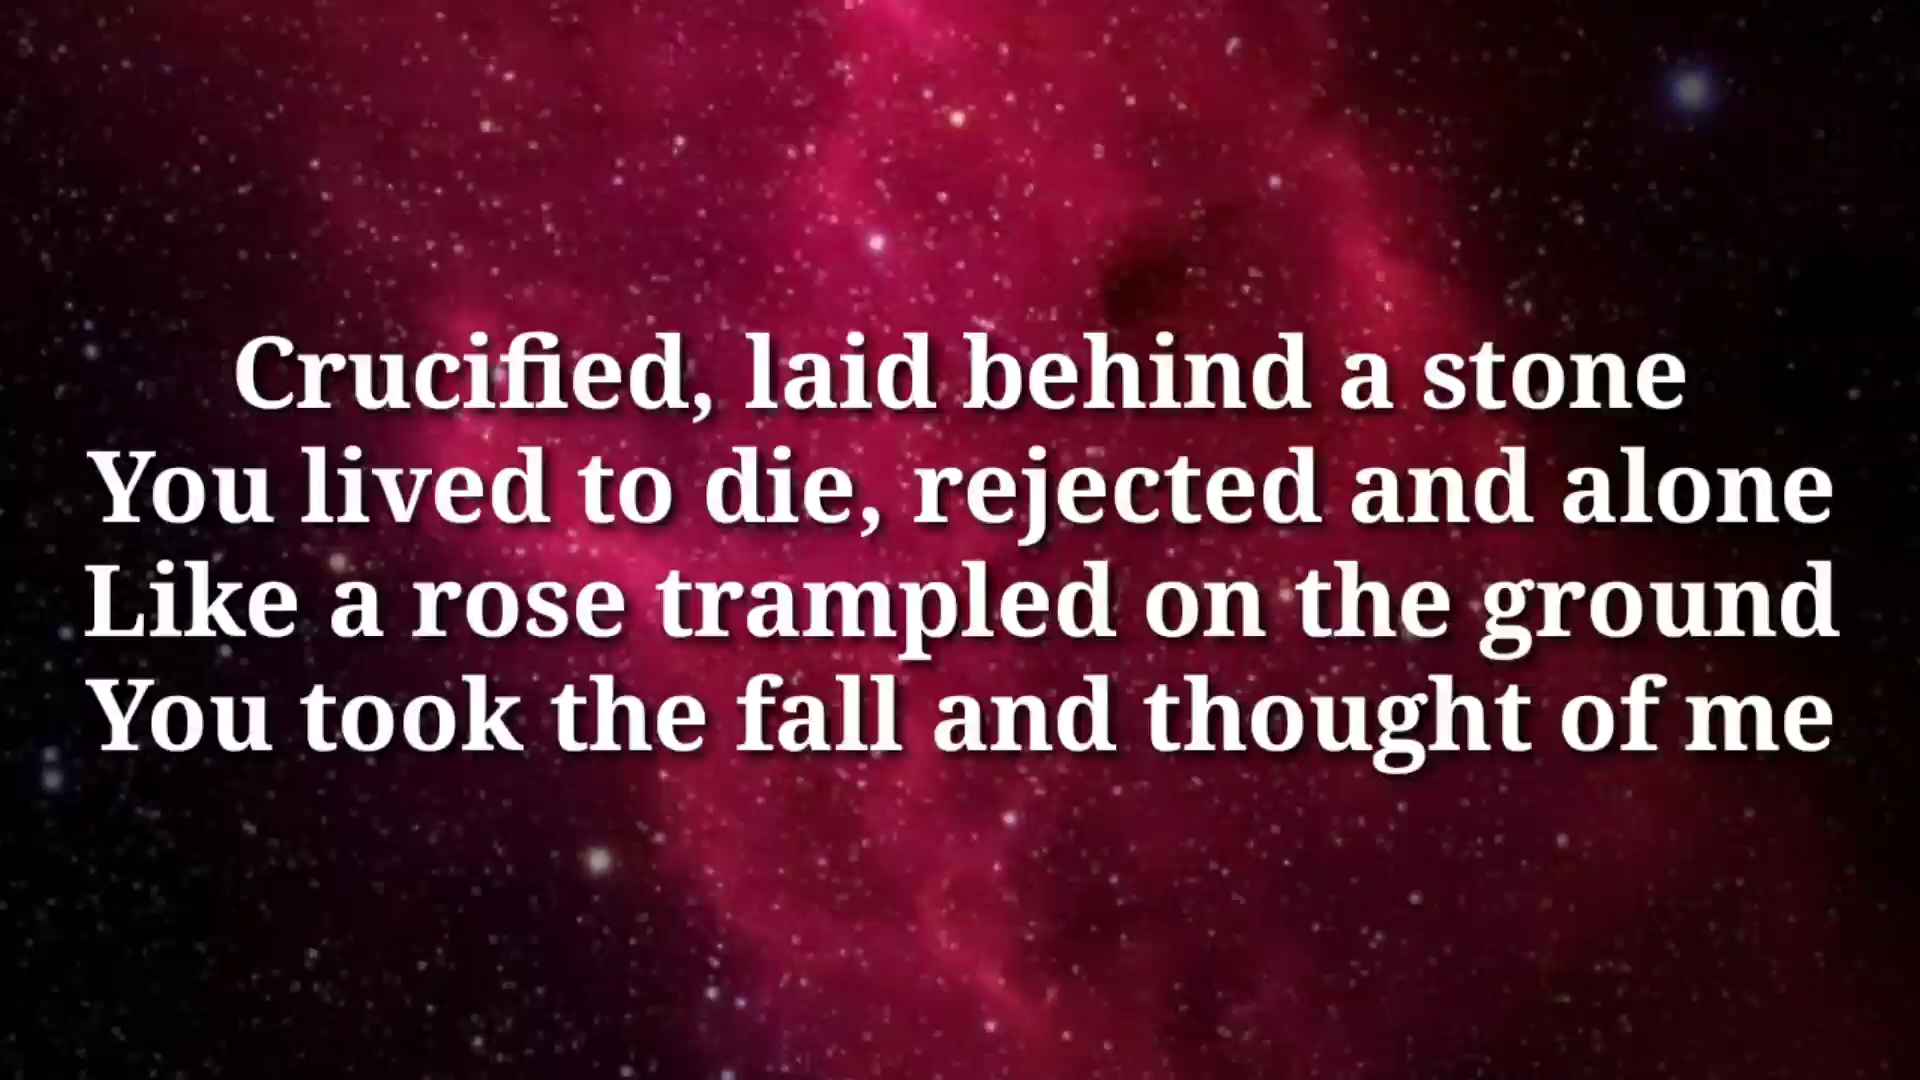 Crucified, laid behind a stone
You lived to die, rejected and alone
Like a rose trampled on the ground
You took the fall and thought of me